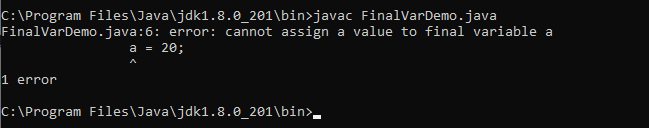 C:\Program Files\Java\jdk1.8.0_201\bin>javac FinalVarDemo.java
FinalVarDemo.java:6: error: cannot assign a value to final variable a
                a = 20;
                ^
1 error
C:\Program Files\Java\jdk1.8.0_201\bin>